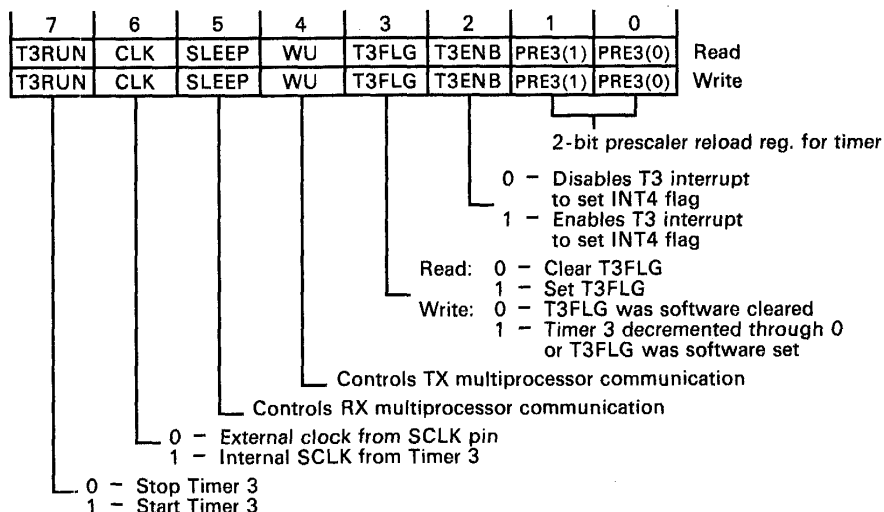 7 6 5 4 3 2 1 0
T3RUN CLK SLEEP WU T3FLG T3ENB PRE3(1) PRE3(0) Read
T3RUN CLK SLEEP WU T3FLG T3ENB PRE3(1) PRE3(0) Write
2-bit prescaler reload reg. for timer
0 - Disables T3 interrupt
to set INT4 flag
1 - Enables T3 interrupt
to set INT4 flag
Read: 0 - Clear T3FLG
1 - Set T3FLG
Write: 0 - T3FLG was software cleared
1 - Timer 3 decremented through 0
or T3FLG was software set
Controls TX multiprocessor communication
Controls RX multiprocessor communication
0 - External clock from SCLK pin
1 - Internal SCLK from Timer 3
0 - Stop Timer 3
1 - Start Timer 3